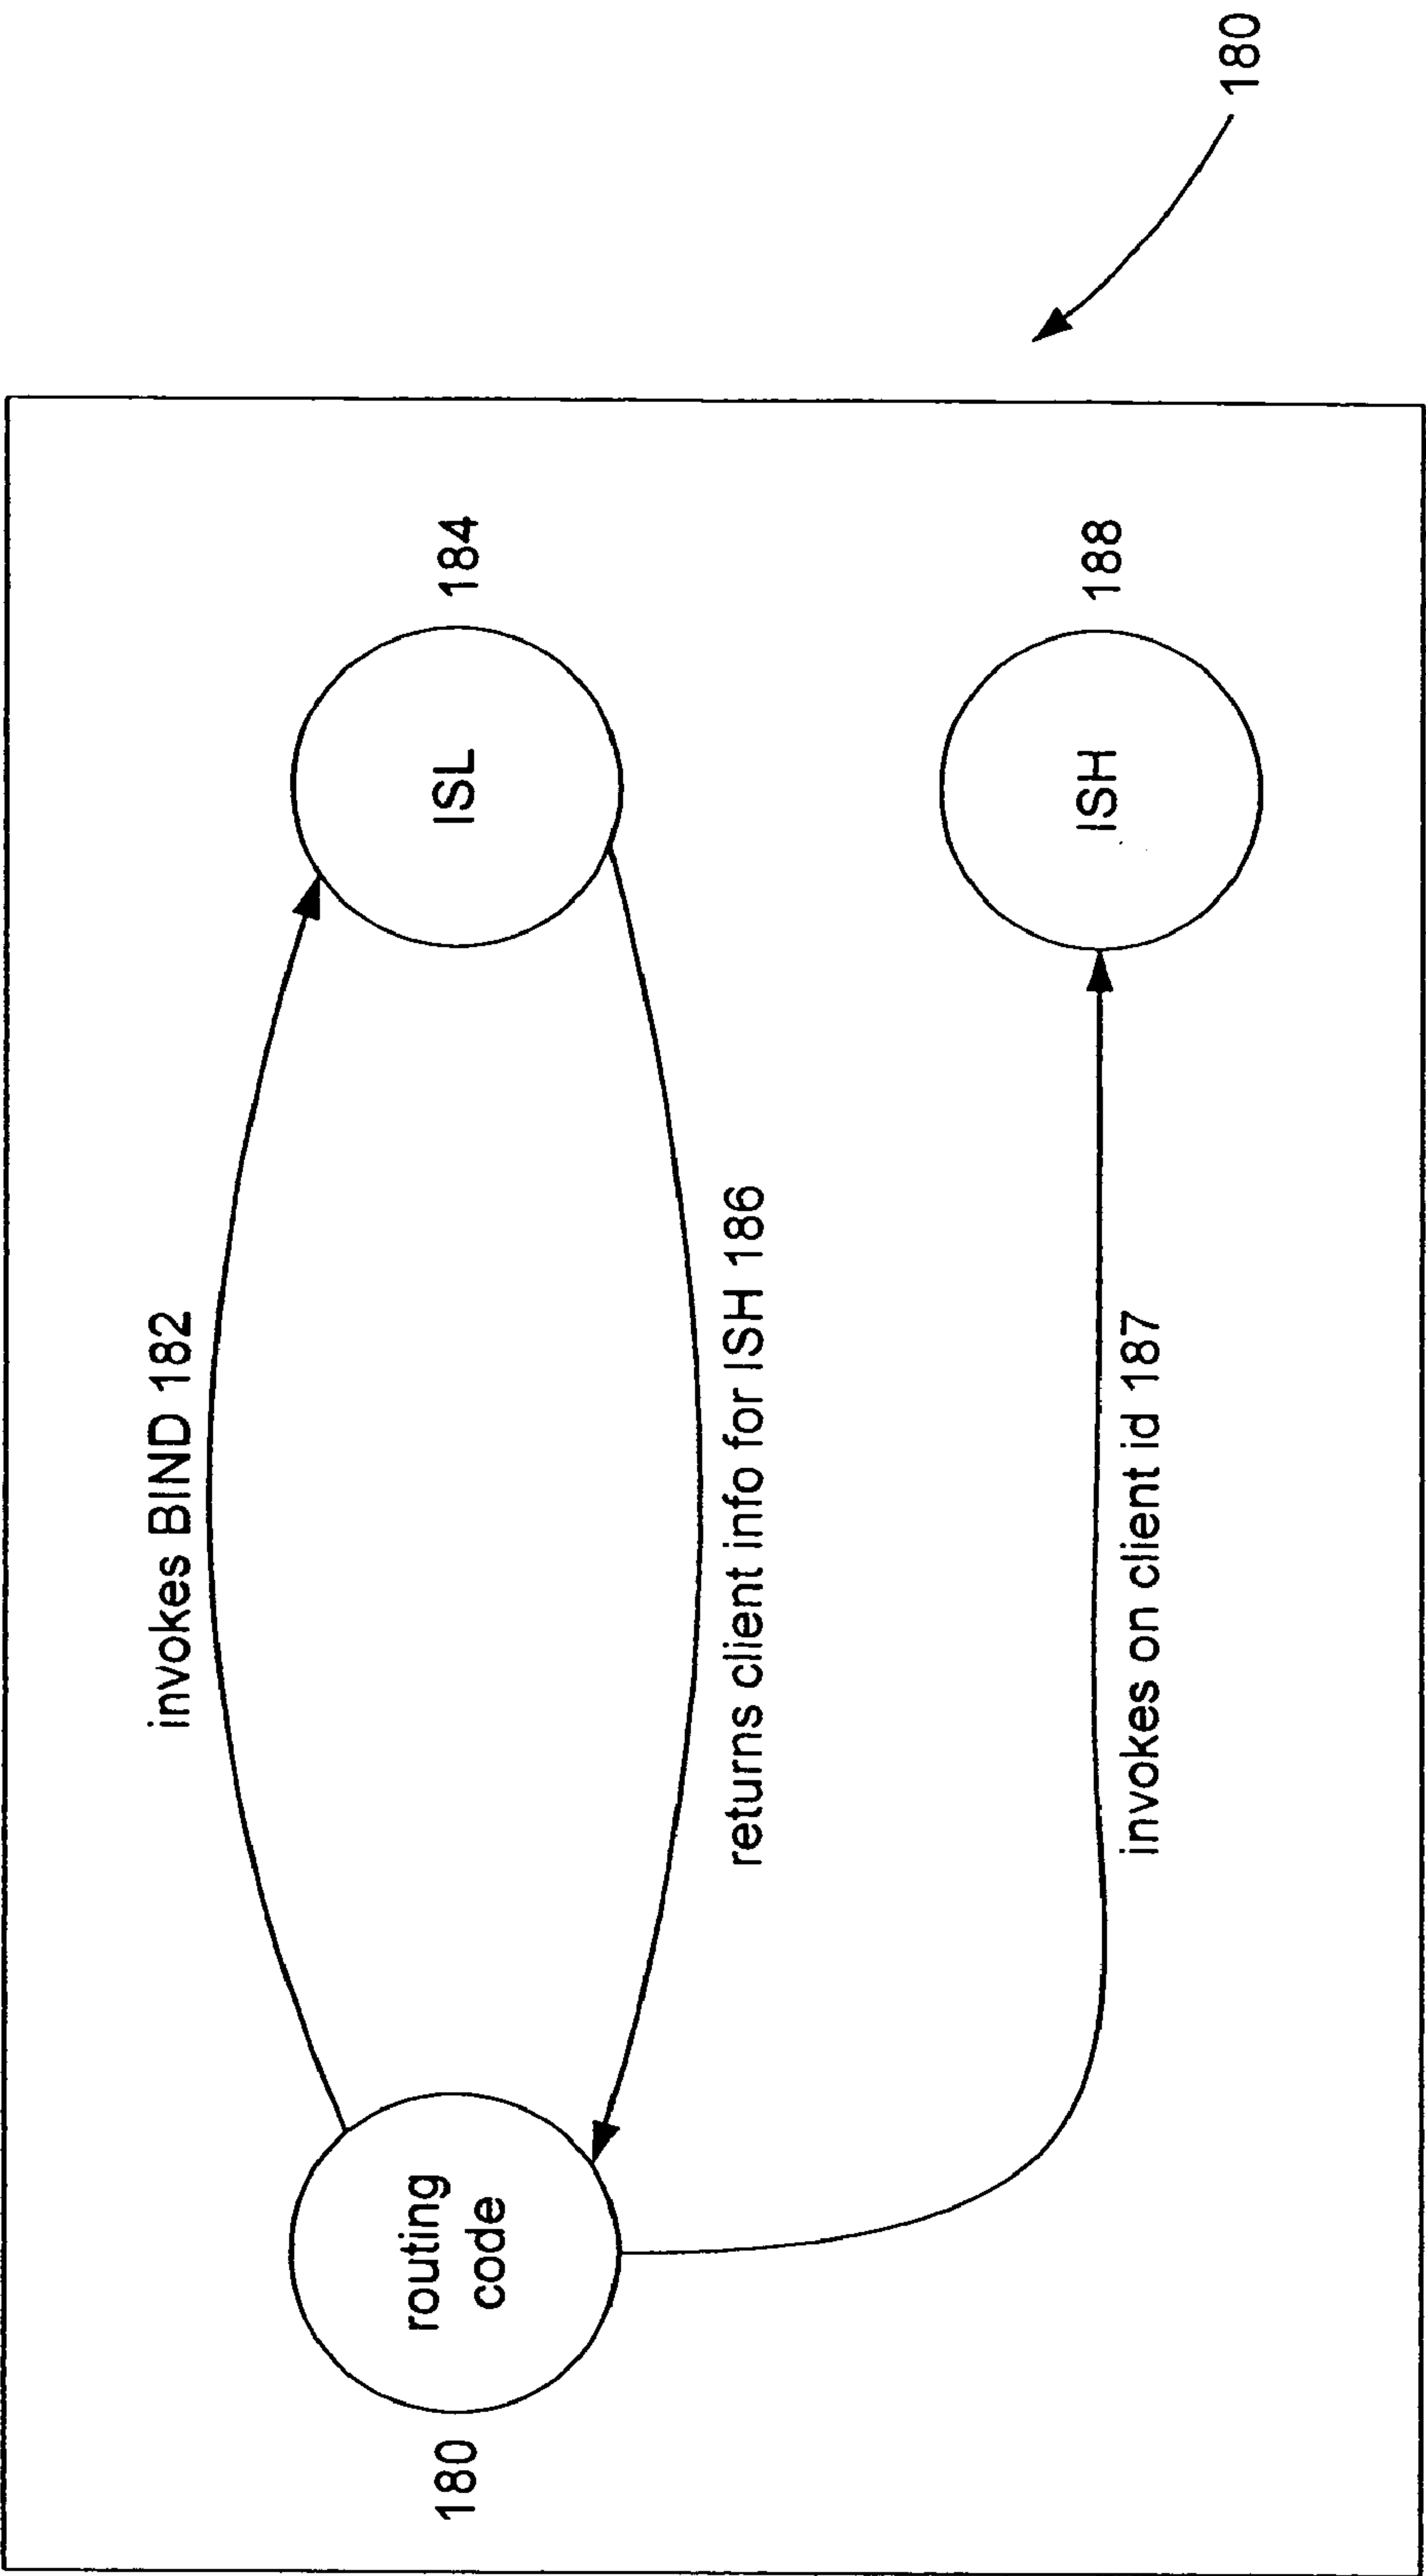 invokes BIND 182
180
routing
code
ISL
184
returns client info for ISH 186
invokes on client id 187
ISH
188
180